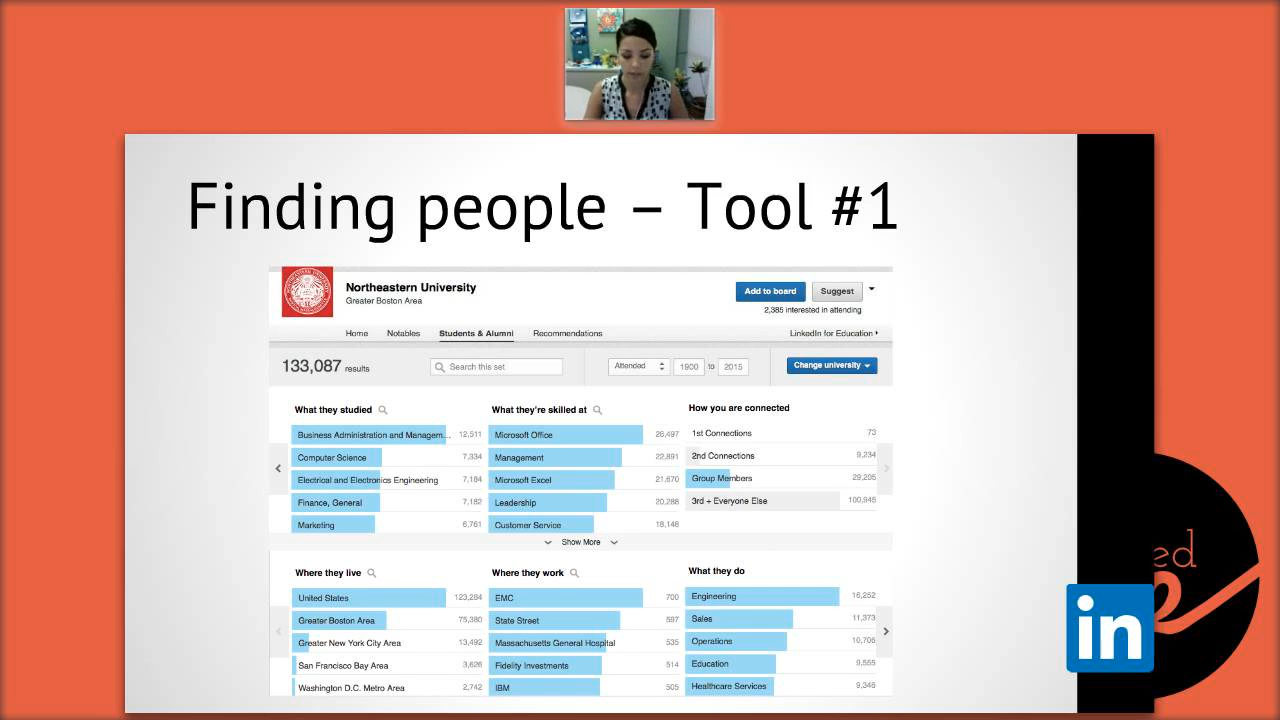 Finding people – Tool #1
Northeastern University
Greater Boston Area
Add to board
Suggest
2,385 interested in attending
Home Notables Students & Alumni Recommendations LinkedIn for Education
133,087 results
Search this set
Attended 1900 to 2015
Change university
What they studied
Business Administration and Managem... 12,511
Computer Science 7,334
Electrical and Electronics Engineering 7,184
Finance, General 7,182
Marketing 6,761
What they're skilled at
Microsoft Office 26,497
Management 22,891
Microsoft Excel 21,670
Leadership 20,288
Customer Service 18,148
How you are connected
1st Connections 73
2nd Connections 9,234
Group Members 29,205
3rd + Everyone Else 100,945
Show More
Where they live
United States 123,284
Greater Boston Area 75,380
Greater New York City Area 13,492
San Francisco Bay Area 3,626
Washington D.C. Metro Area 2,742
Where they work
EMC 700
State Street 597
Massachusetts General Hospital 535
Fidelity Investments 514
IBM 505
What they do
Engineering 16,252
Sales 11,373
Operations 10,705
Education 9,555
Healthcare Services 9,346
ed
in